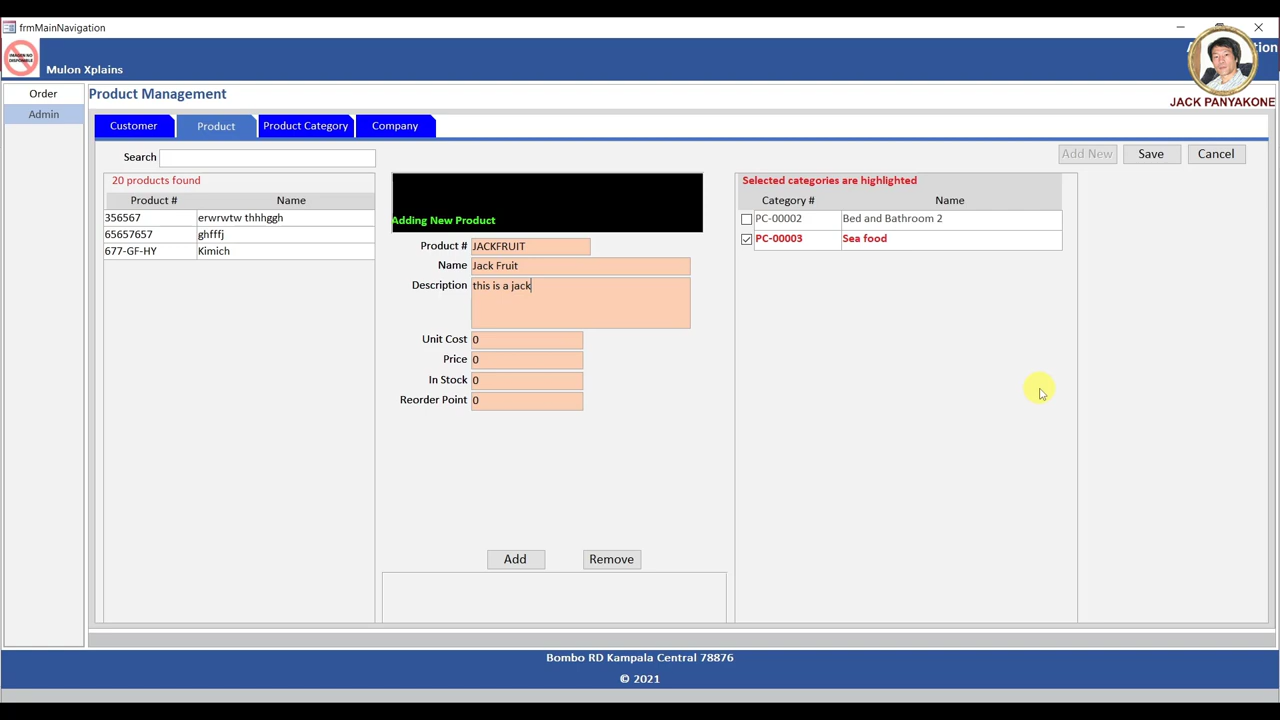 frmMainNavigation
IMAGEN NO
DISPONIBLE
Mulon Xplains
JACK PANYAKONE
Order
Admin
Product Management
Customer
Product
Product Category
Company
Search
Add New
Save
Cancel
20 products found
Product #
Name
356567
erwrwtw thhhggh
65657657
ghfffj
677-GF-HY
Kimich
Adding New Product
Product #
JACKFRUIT
Name
Jack Fruit
Description
this is a jack
Unit Cost
0
Price
0
In Stock
0
Reorder Point
0
Add
Remove
Selected categories are highlighted
Category #
Name
PC-00002
Bed and Bathroom 2
PC-00003
Sea food
Bombo RD Kampala Central 78876
© 2021